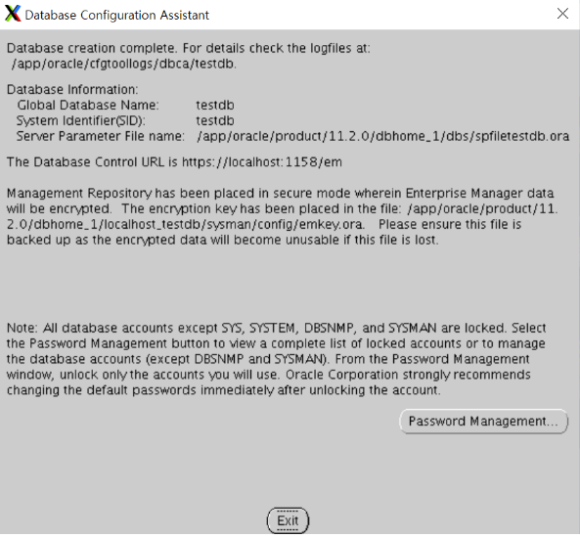 Database Configuration Assistant
Database creation complete. For details check the logfiles at:
/app/oracle/cfgtoollogs/dbca/testdb.
Database Information:
Global Database Name: testdb
System Identifier(SID): testdb
Server Parameter File name: /app/oracle/product/11.2.0/dbhome_1/dbs/spfiletestdb.ora
The Database Control URL is https://localhost:1158/em
Management Repository has been placed in secure mode wherein Enterprise Manager data
will be encrypted. The encryption key has been placed in the file: /app/oracle/product/11.
2.0/dbhome_1/localhost_testdb/sysman/config/emkey.ora. Please ensure this file is
backed up as the encrypted data will become unusable if this file is lost.
Note: All database accounts except SYS, SYSTEM, DBSNMP, and SYSMAN are locked. Select
the Password Management button to view a complete list of locked accounts or to manage
the database accounts (except DBSNMP and SYSMAN). From the Password Management
window, unlock only the accounts you will use. Oracle Corporation strongly recommends
changing the default passwords immediately after unlocking the account.
Password Management...
Exit